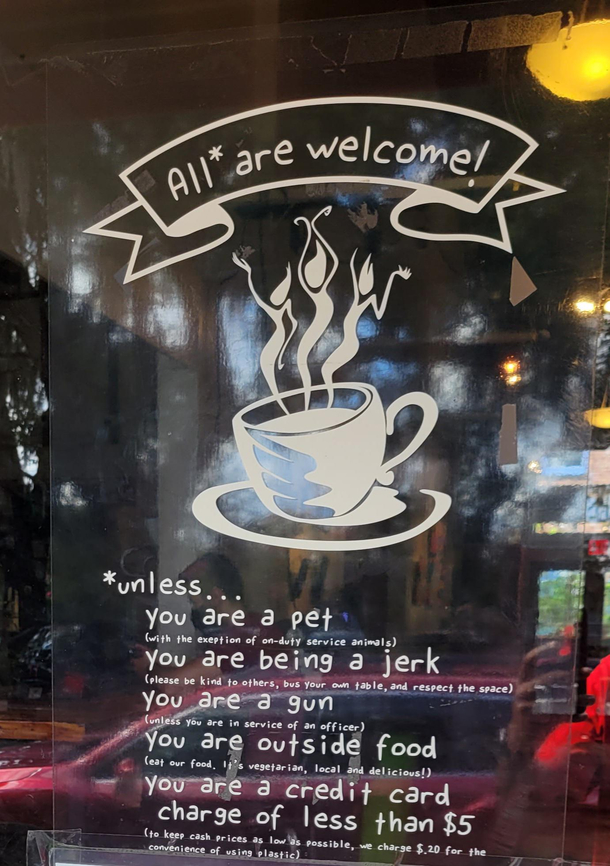 All* are welcome!
*unless...
you are a pet
(with the exeption of on-duty service animals)
you are being a jerk
(please be kind to others, bus your own table, and respect the space)
you are a gun
(unless you are in service of an officer)
you are outside food
(eat our food. It's vegetarian, local and delicious!)
you are a credit card
charge of less than $5
(to keep cash prices as low as possible, we charge $.20 for the
convenience of using plastic)